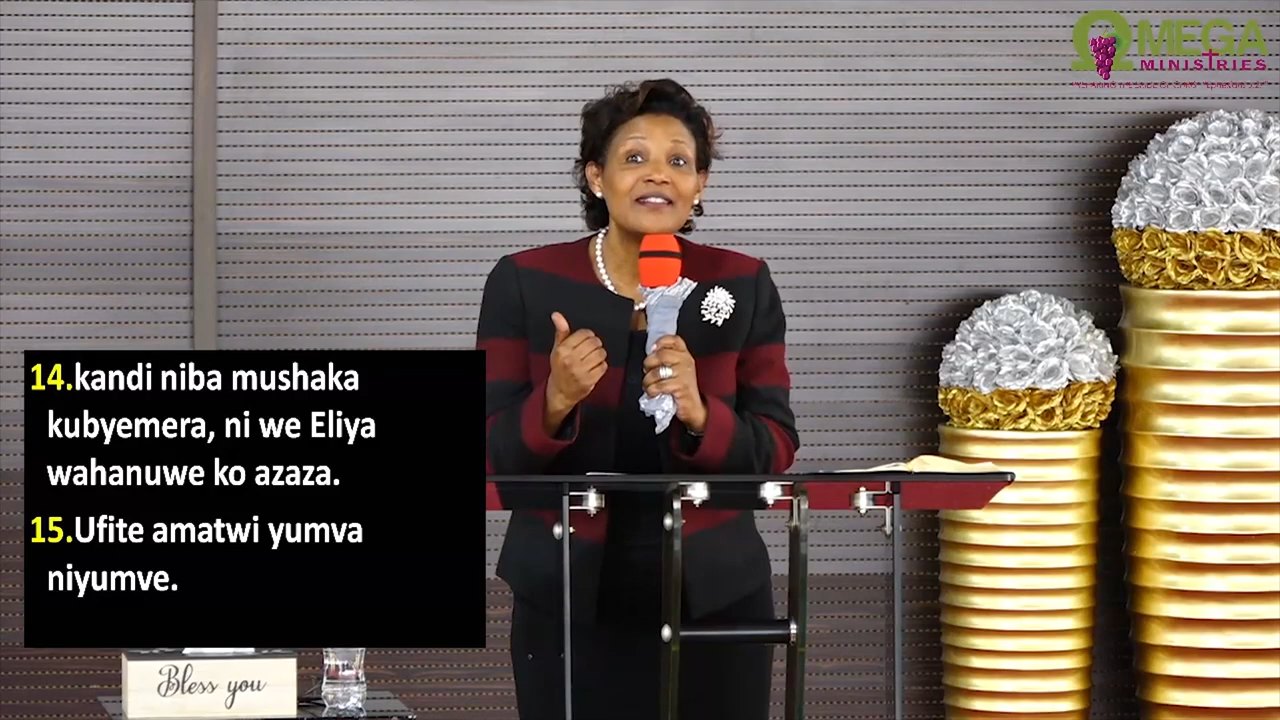 ΩMEGA
MINISTRIES
14.kandi niba mushaka
kubyemera, ni we Eliya
wahanuwe ko azaza.
15.Ufite amatwi yumva
niyumve.
Bless you